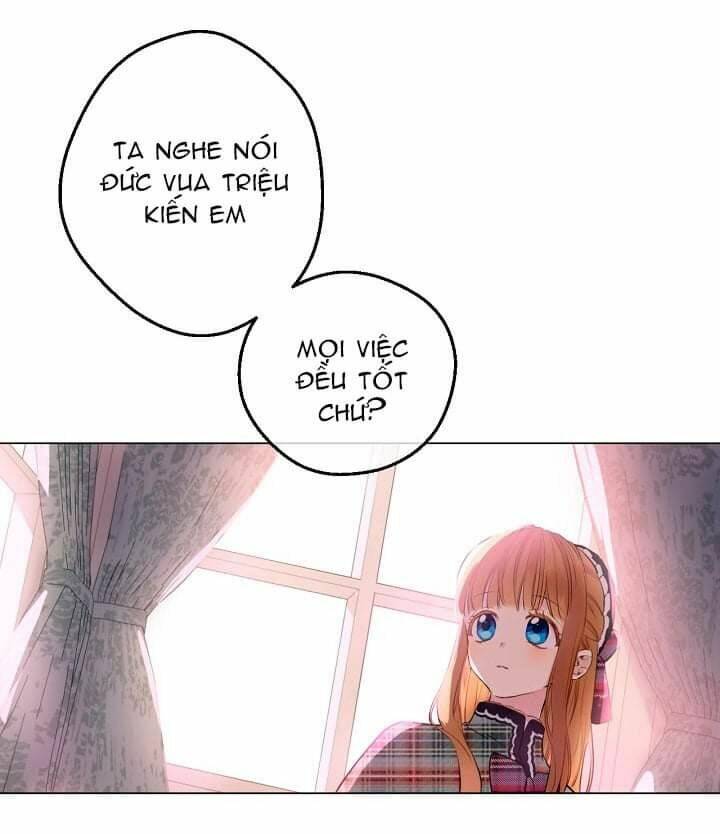 TA NGHE NÓI
ĐỨC VUA TRIỆU
KIẾN EM
MỌI VIỆC
ĐỀU TỐT
CHỨ?